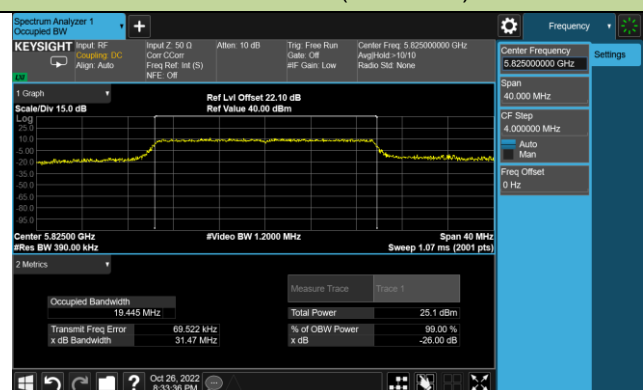 Spectrum Analyzer 1
Occupied BW
Frequency
KEYSIGHT
Input: RF
Coupling: DC
Align: Auto
Input Z: 50 Ω
Corr CCorr
Freq Ref: Int (S)
NFE: Off
Atten: 10 dB
Trig: Free Run
Gate: Off
#IF Gain: Low
Center Freq: 5.825000000 GHz
Avg|Hold:>10/10
Radio Std: None
Center Frequency
5.825000000 GHz
Settings
Span
40.000 MHz
CF Step
4.000000 MHz
Auto
Man
Freq Offset
0 Hz
1 Graph
Scale/Div 15.0 dB
Ref Lvl Offset 22.10 dB
Ref Value 40.00 dBm
Log
25.0
10.0
-5.00
-20.0
-35.0
-50.0
-65.0
-80.0
-95.0
Center 5.82500 GHz
#Res BW 390.00 kHz
#Video BW 1.2000 MHz
Span 40 MHz
Sweep 1.07 ms (2001 pts)
2 Metrics
Measure Trace
Trace 1
Occupied Bandwidth
19.445 MHz
Total Power
25.1 dBm
Transmit Freq Error
69.522 kHz
% of OBW Power
99.00 %
x dB Bandwidth
31.47 MHz
x dB
-26.00 dB
Oct 26, 2022
8:33:36 PM